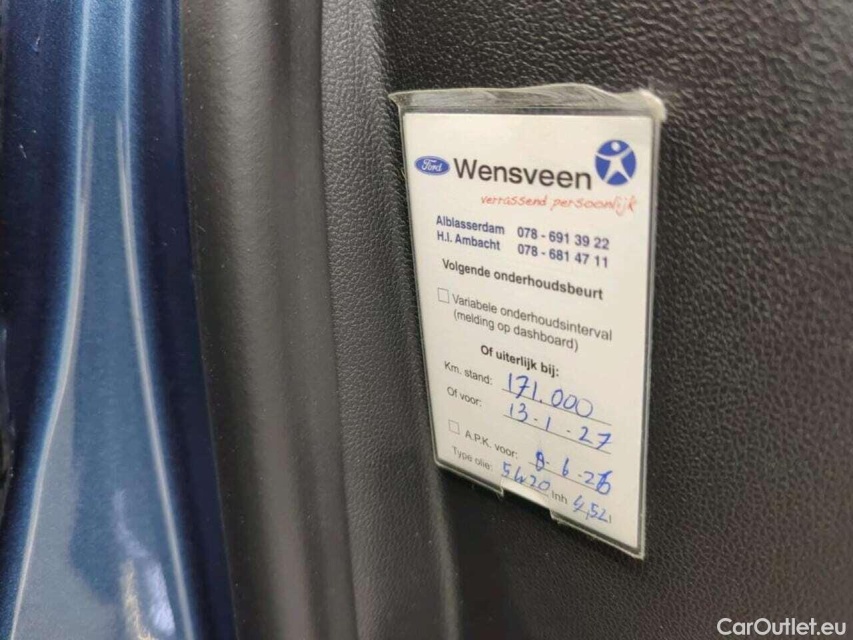 Ford Wensveen
verrassend persoonlijk
Alblasserdam 078 - 691 39 22
H.I. Ambacht 078 - 681 47 11
Volgende onderhoudsbeurt
Variabele onderhoudsinterval
(melding op dashboard)
Of uiterlijk bij:
Km. stand: 171.000
Of voor: 13-1-27
A.P.K. voor: 8-6-26
Type olie: 5W20 Inh 4,52 l
CarOutlet.eu